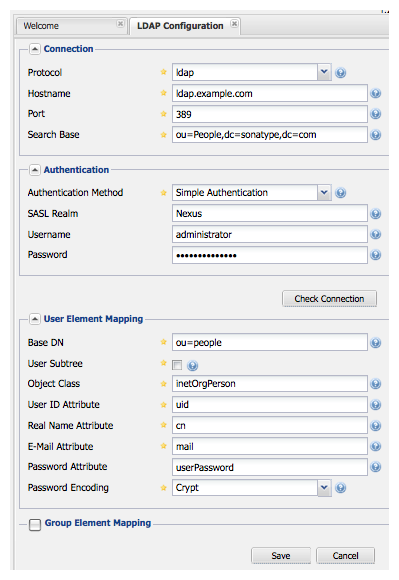 Welcome
LDAP Configuration
Connection
Protocol ldap
Hostname ldap.example.com
Port 389
Search Base ou=People,dc=sonatype,dc=com
Authentication
Authentication Method Simple Authentication
SASL Realm Nexus
Username administrator
Password ••••••••••••••
Check Connection
User Element Mapping
Base DN ou=people
User Subtree
Object Class inetOrgPerson
User ID Attribute uid
Real Name Attribute cn
E-Mail Attribute mail
Password Attribute userPassword
Password Encoding Crypt
Group Element Mapping
Save
Cancel